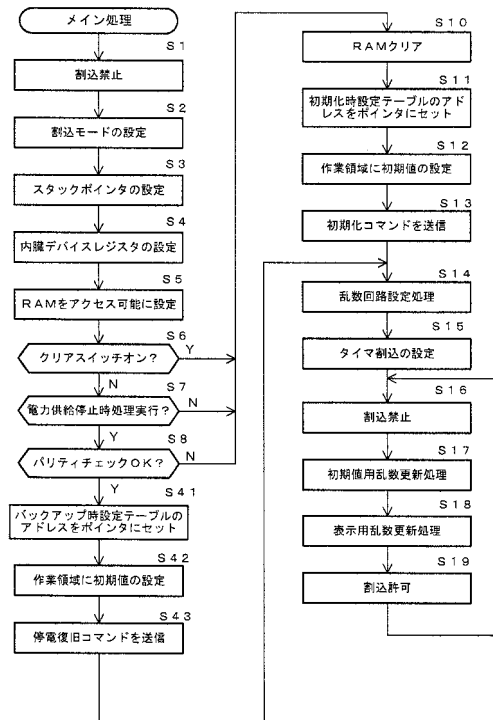 メイン処理
S1
割込禁止
S2
割込モードの設定
S3
スタックポインタの設定
S4
内臓デバイスレジスタの設定
S5
RAMをアクセス可能に設定
S6
クリアスイッチオン？
Y
N
S7
電力供給停止時処理実行？
N
Y
S8
パリティチェックOK？
N
Y
S41
バックアップ時設定テーブルの
アドレスをポインタにセット
S42
作業領域に初期値の設定
S43
停電復旧コマンドを送信
S10
RAMクリア
S11
初期化時設定テーブルのアド
レスをポインタにセット
S12
作業領域に初期値の設定
S13
初期化コマンドを送信
S14
乱数回路設定処理
S15
タイマ割込の設定
S16
割込禁止
S17
初期値用乱数更新処理
S18
表示用乱数更新処理
S19
割込許可